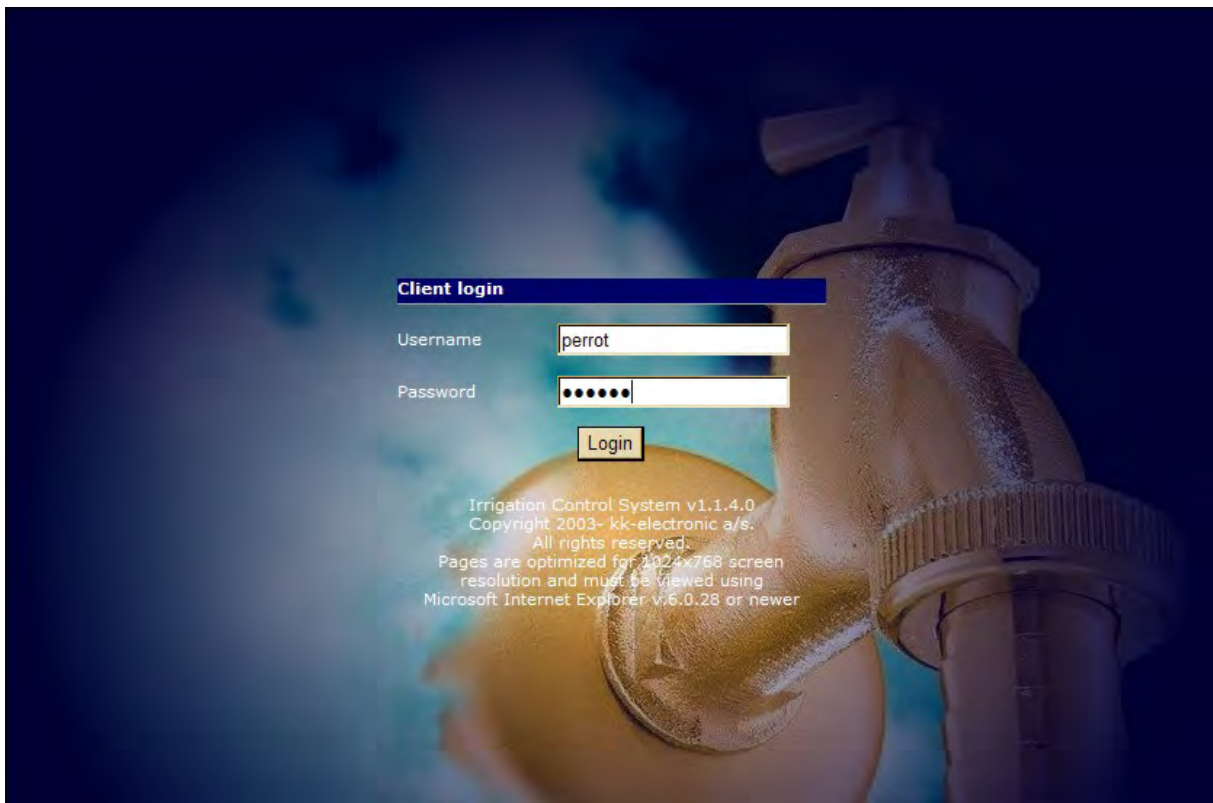 Client login
Username perrot
Password ●●●●●●
Login
Irrigation Control System v1.1.4.0
Copyright 2003- kk-electronic a/s.
All rights reserved.
Pages are optimized for 1024x768 screen
resolution and must be viewed using
Microsoft Internet Explorer v.6.0.28 or newer